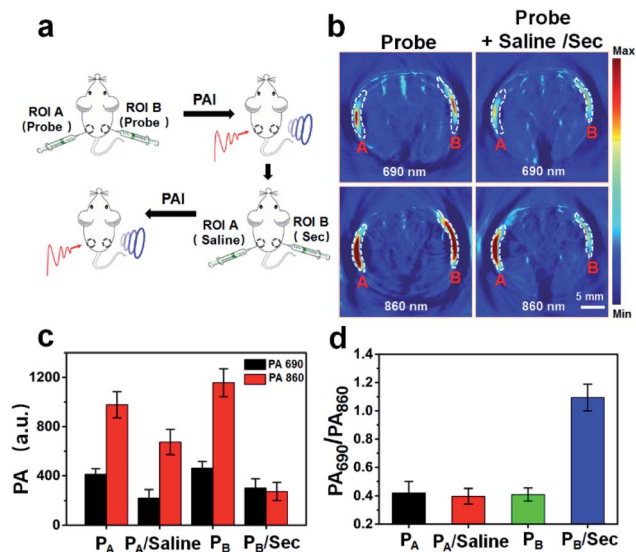 a
PAI
ROI A
(Probe )
ROI B
(Probe)
PAI
ROI A
(Saline)
ROI B
( Sec)
b
Probe
Probe
+ Saline /Sec
Max
A
B
690 nm
A
B
690 nm
A
B
860 nm
A
B
5 mm
860 nm
Min
c
PA (a.u.)
1200
800
400
0
PA 690
PA 860
PA
PA/Saline
PB
PB/Sec
d
PA690/PA860
1.4
1.2
1.0
0.8
0.6
0.4
0.2
PA
PA/Saline
PB
PB/Sec